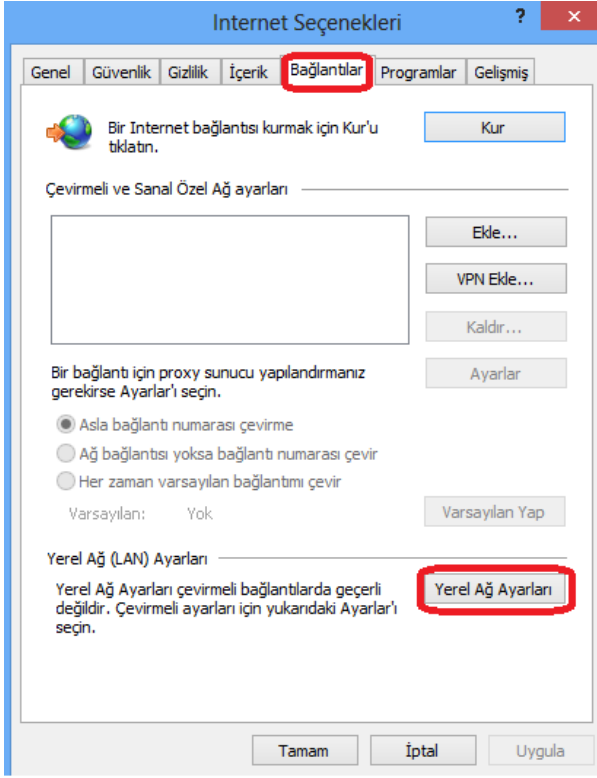 Internet Seçenekleri
?
×
Genel Güvenlik Gizlilik İçerik Bağlantılar Programlar Gelişmiş
Bir Internet bağlantısı kurmak için Kur'u
tıklatın.
Kur
Çevirmeli ve Sanal Özel Ağ ayarları
Ekle...
VPN Ekle...
Kaldır...
Bir bağlantı için proxy sunucu yapılandırmanız
gerekirse Ayarlar'ı seçin.
Ayarlar
Asla bağlantı numarası çevirme
Ağ bağlantısı yoksa bağlantı numarası çevir
Her zaman varsayılan bağlantımı çevir
Varsayılan: Yok
Varsayılan Yap
Yerel Ağ (LAN) Ayarları
Yerel Ağ Ayarları çevirmeli bağlantılarda geçerli
değildir. Çevirmeli ayarları için yukarıdaki Ayarlar'ı
seçin.
Yerel Ağ Ayarları
Tamam İptal Uygula